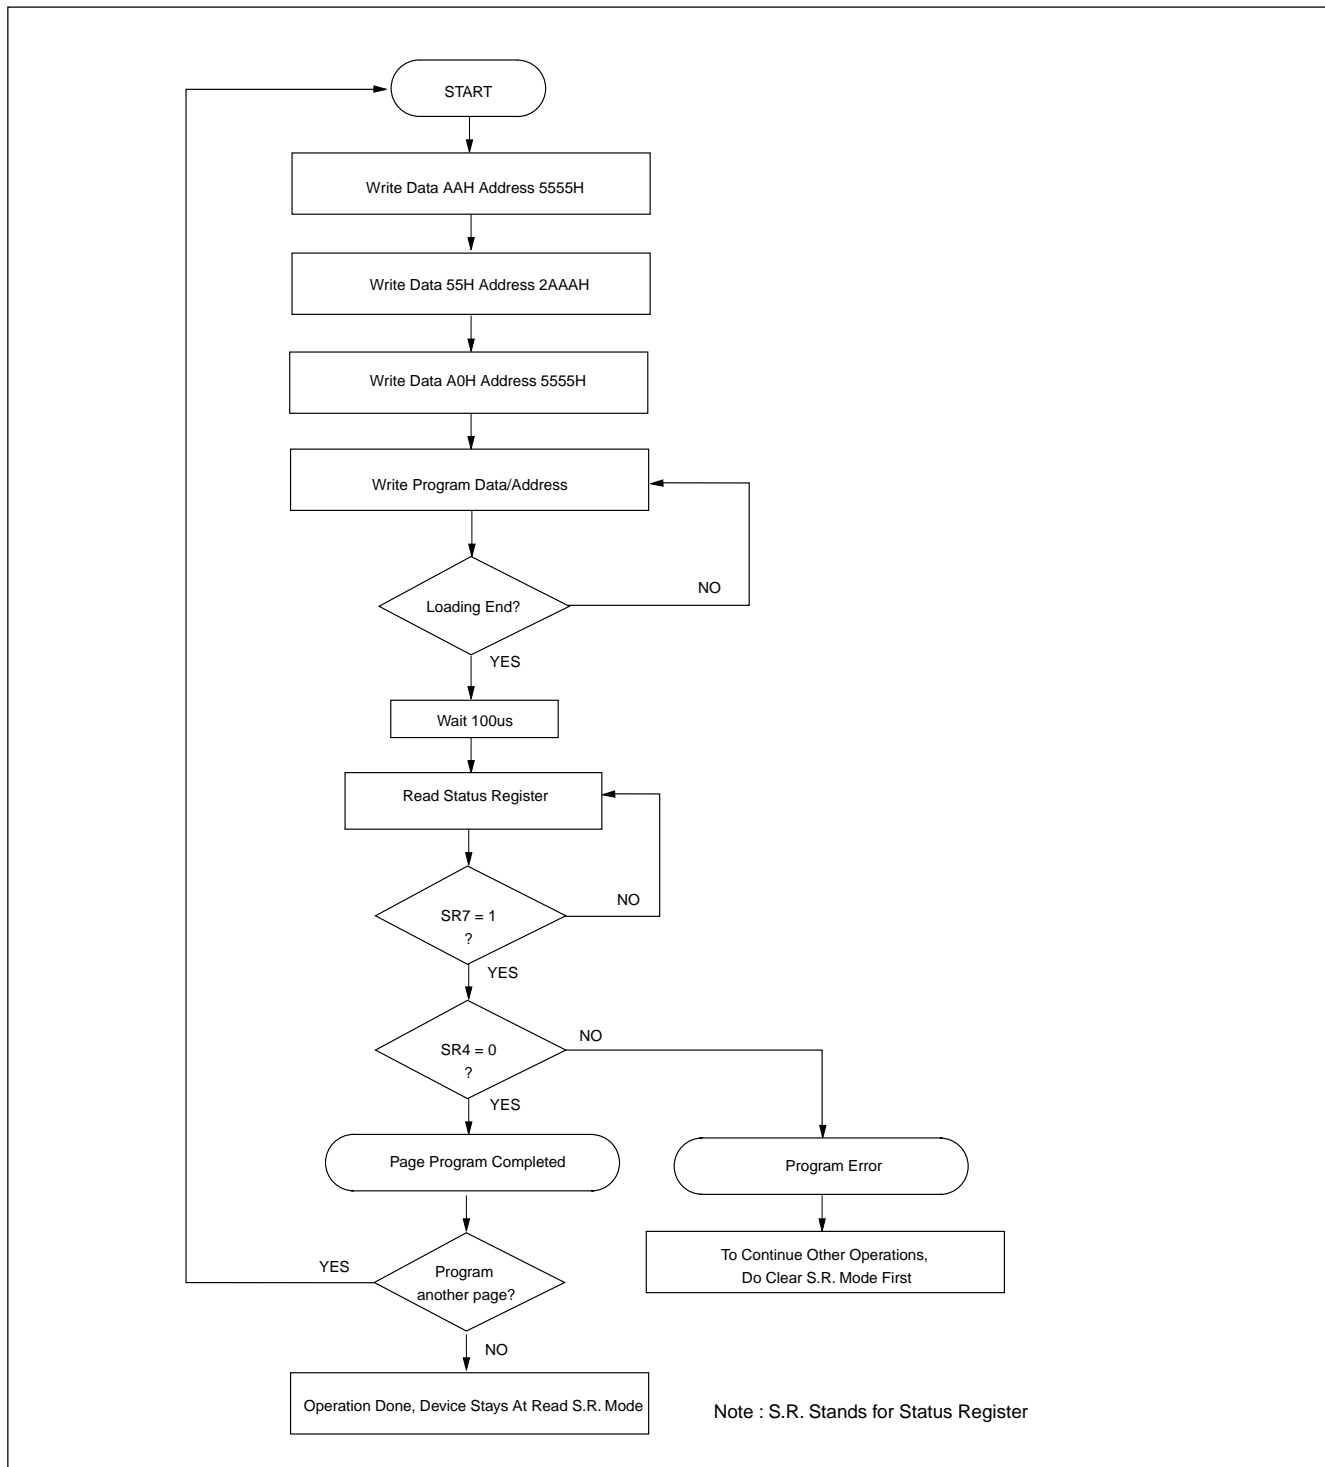 START
Write Data AAH Address 5555H
Write Data 55H Address 2AAAH
Write Data A0H Address 5555H
Write Program Data/Address
NO
Loading End?
YES
Wait 100us
Read Status Register
NO
SR7 = 1
?
YES
NO
SR4 = 0
?
YES
Page Program Completed
Program Error
To Continue Other Operations,
Do Clear S.R. Mode First
YES
Program
another page?
NO
Operation Done, Device Stays At Read S.R. Mode
Note : S.R. Stands for Status Register